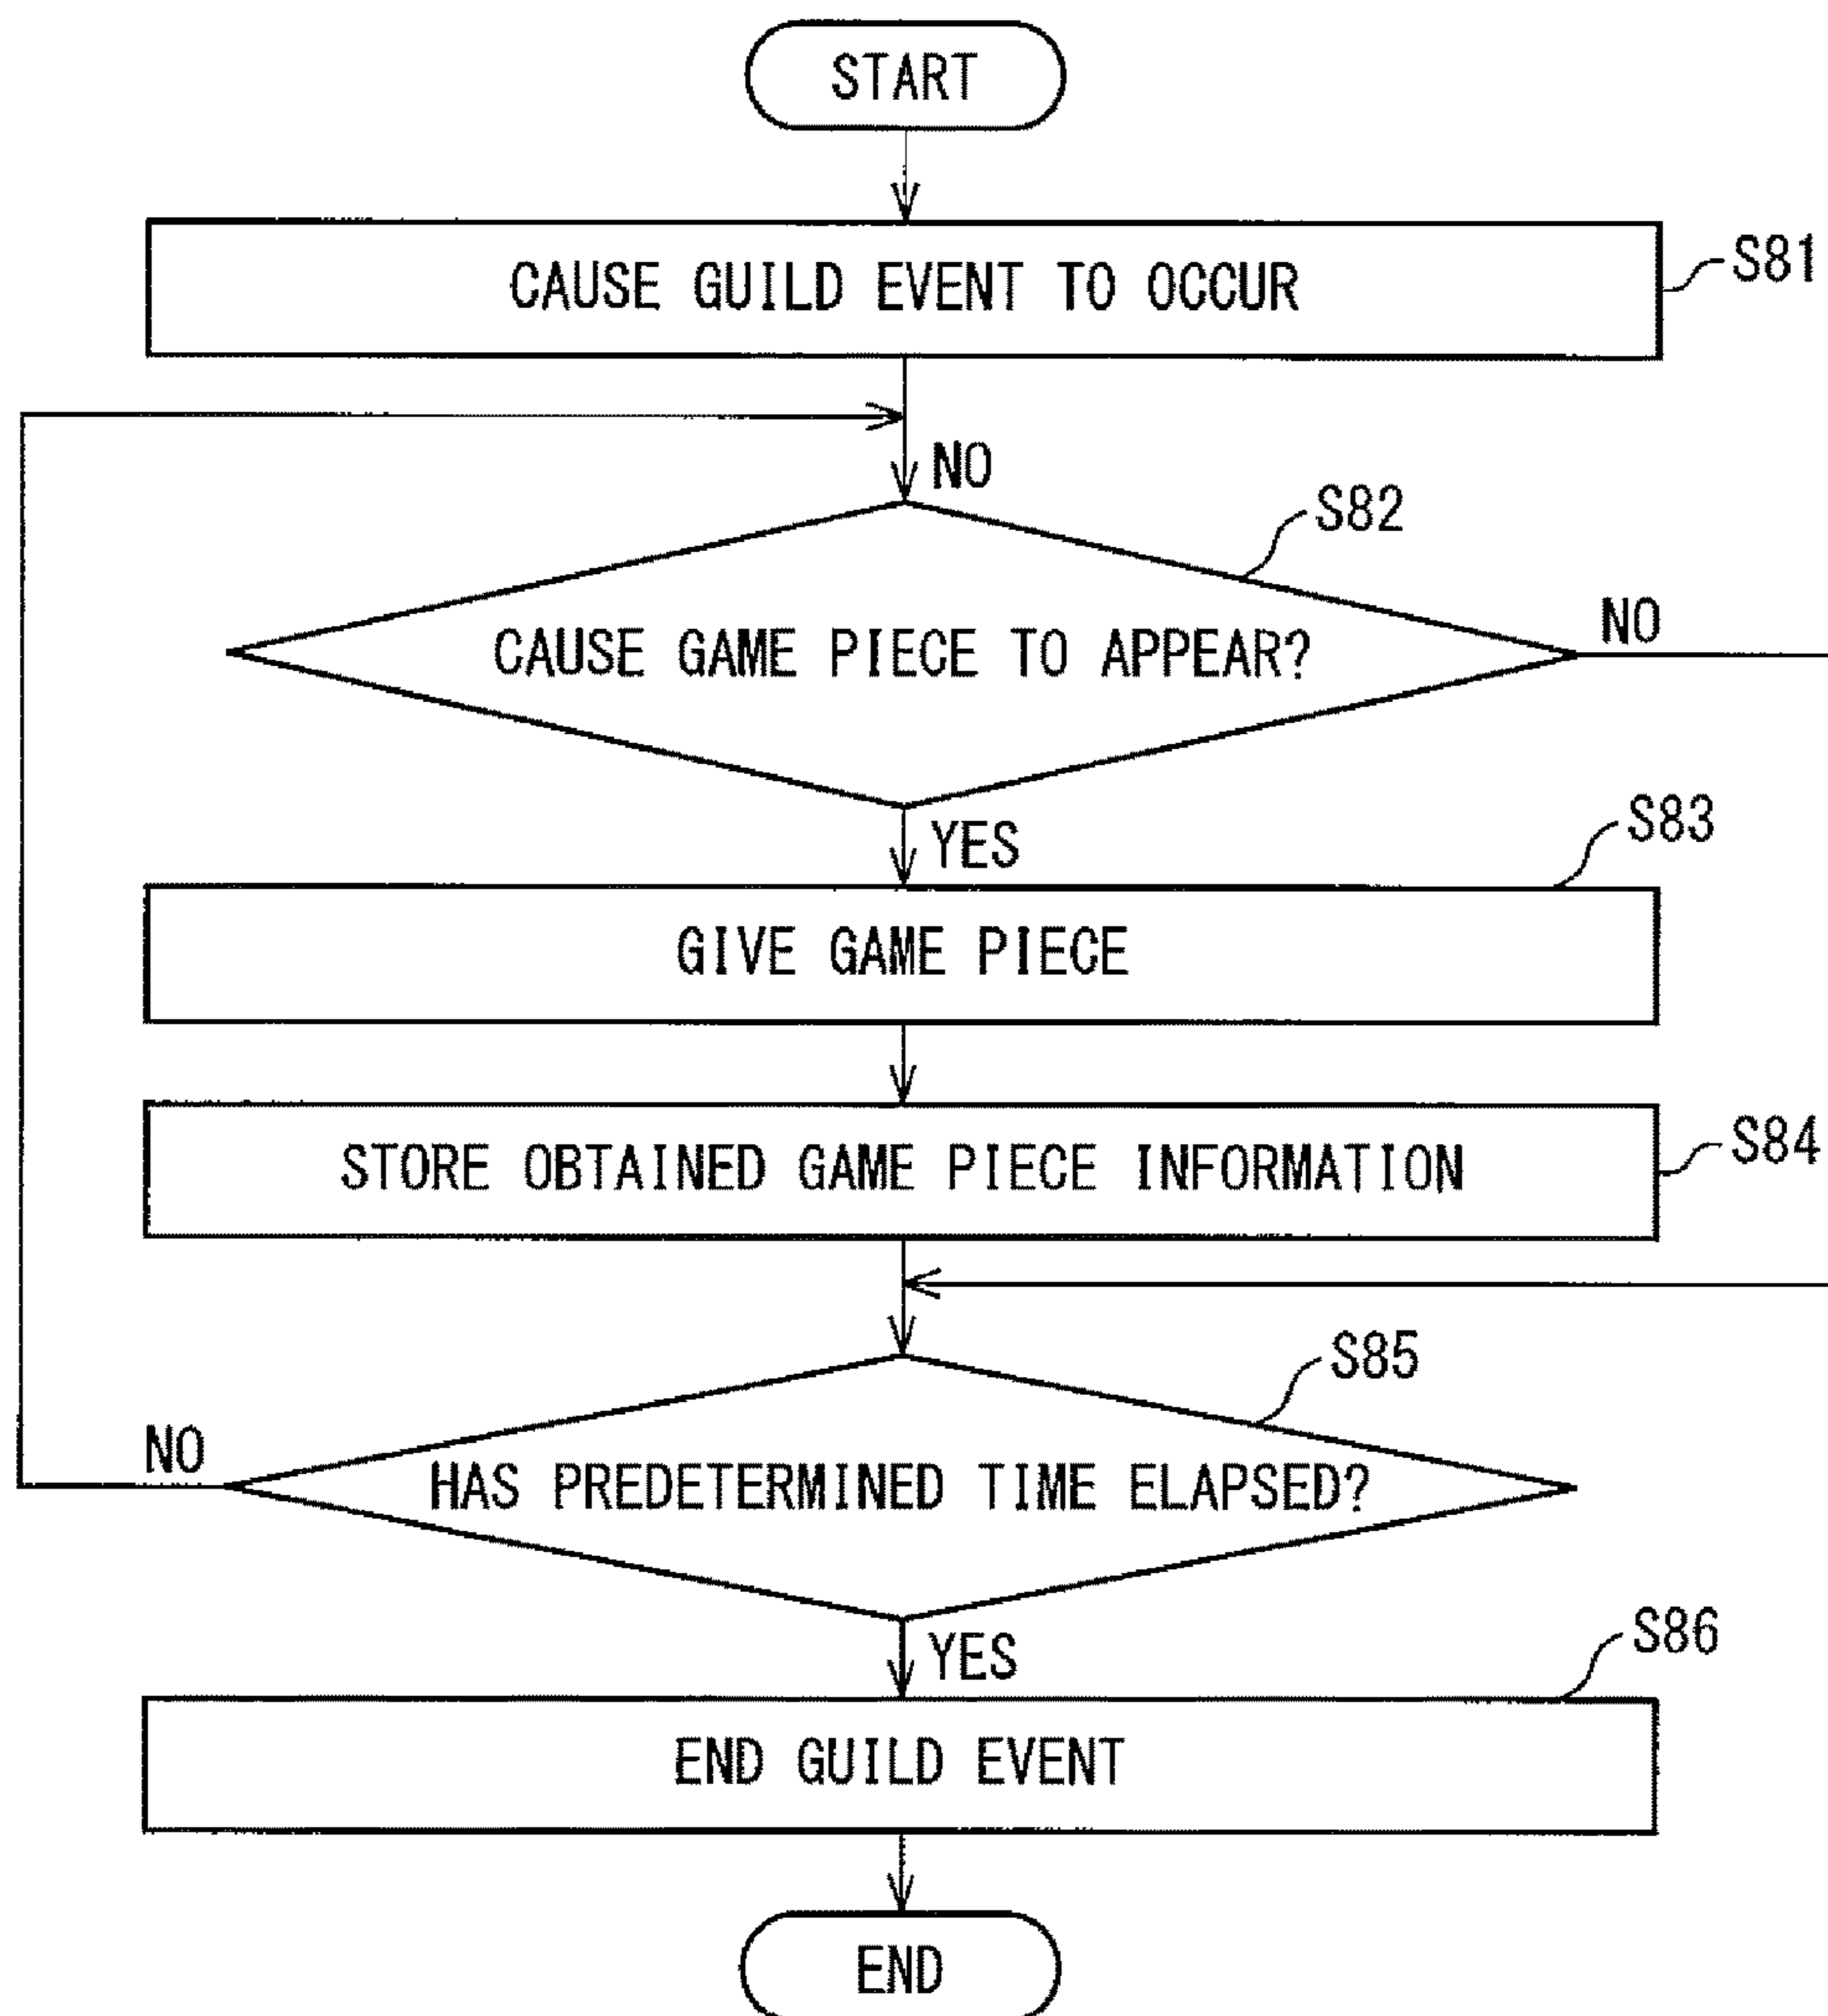 START
CAUSE GUILD EVENT TO OCCUR
S81
NO
S82
CAUSE GAME PIECE TO APPEAR?
NO
YES
S83
GIVE GAME PIECE
STORE OBTAINED GAME PIECE INFORMATION
S84
S85
NO
HAS PREDETERMINED TIME ELAPSED?
YES
S86
END GUILD EVENT
END